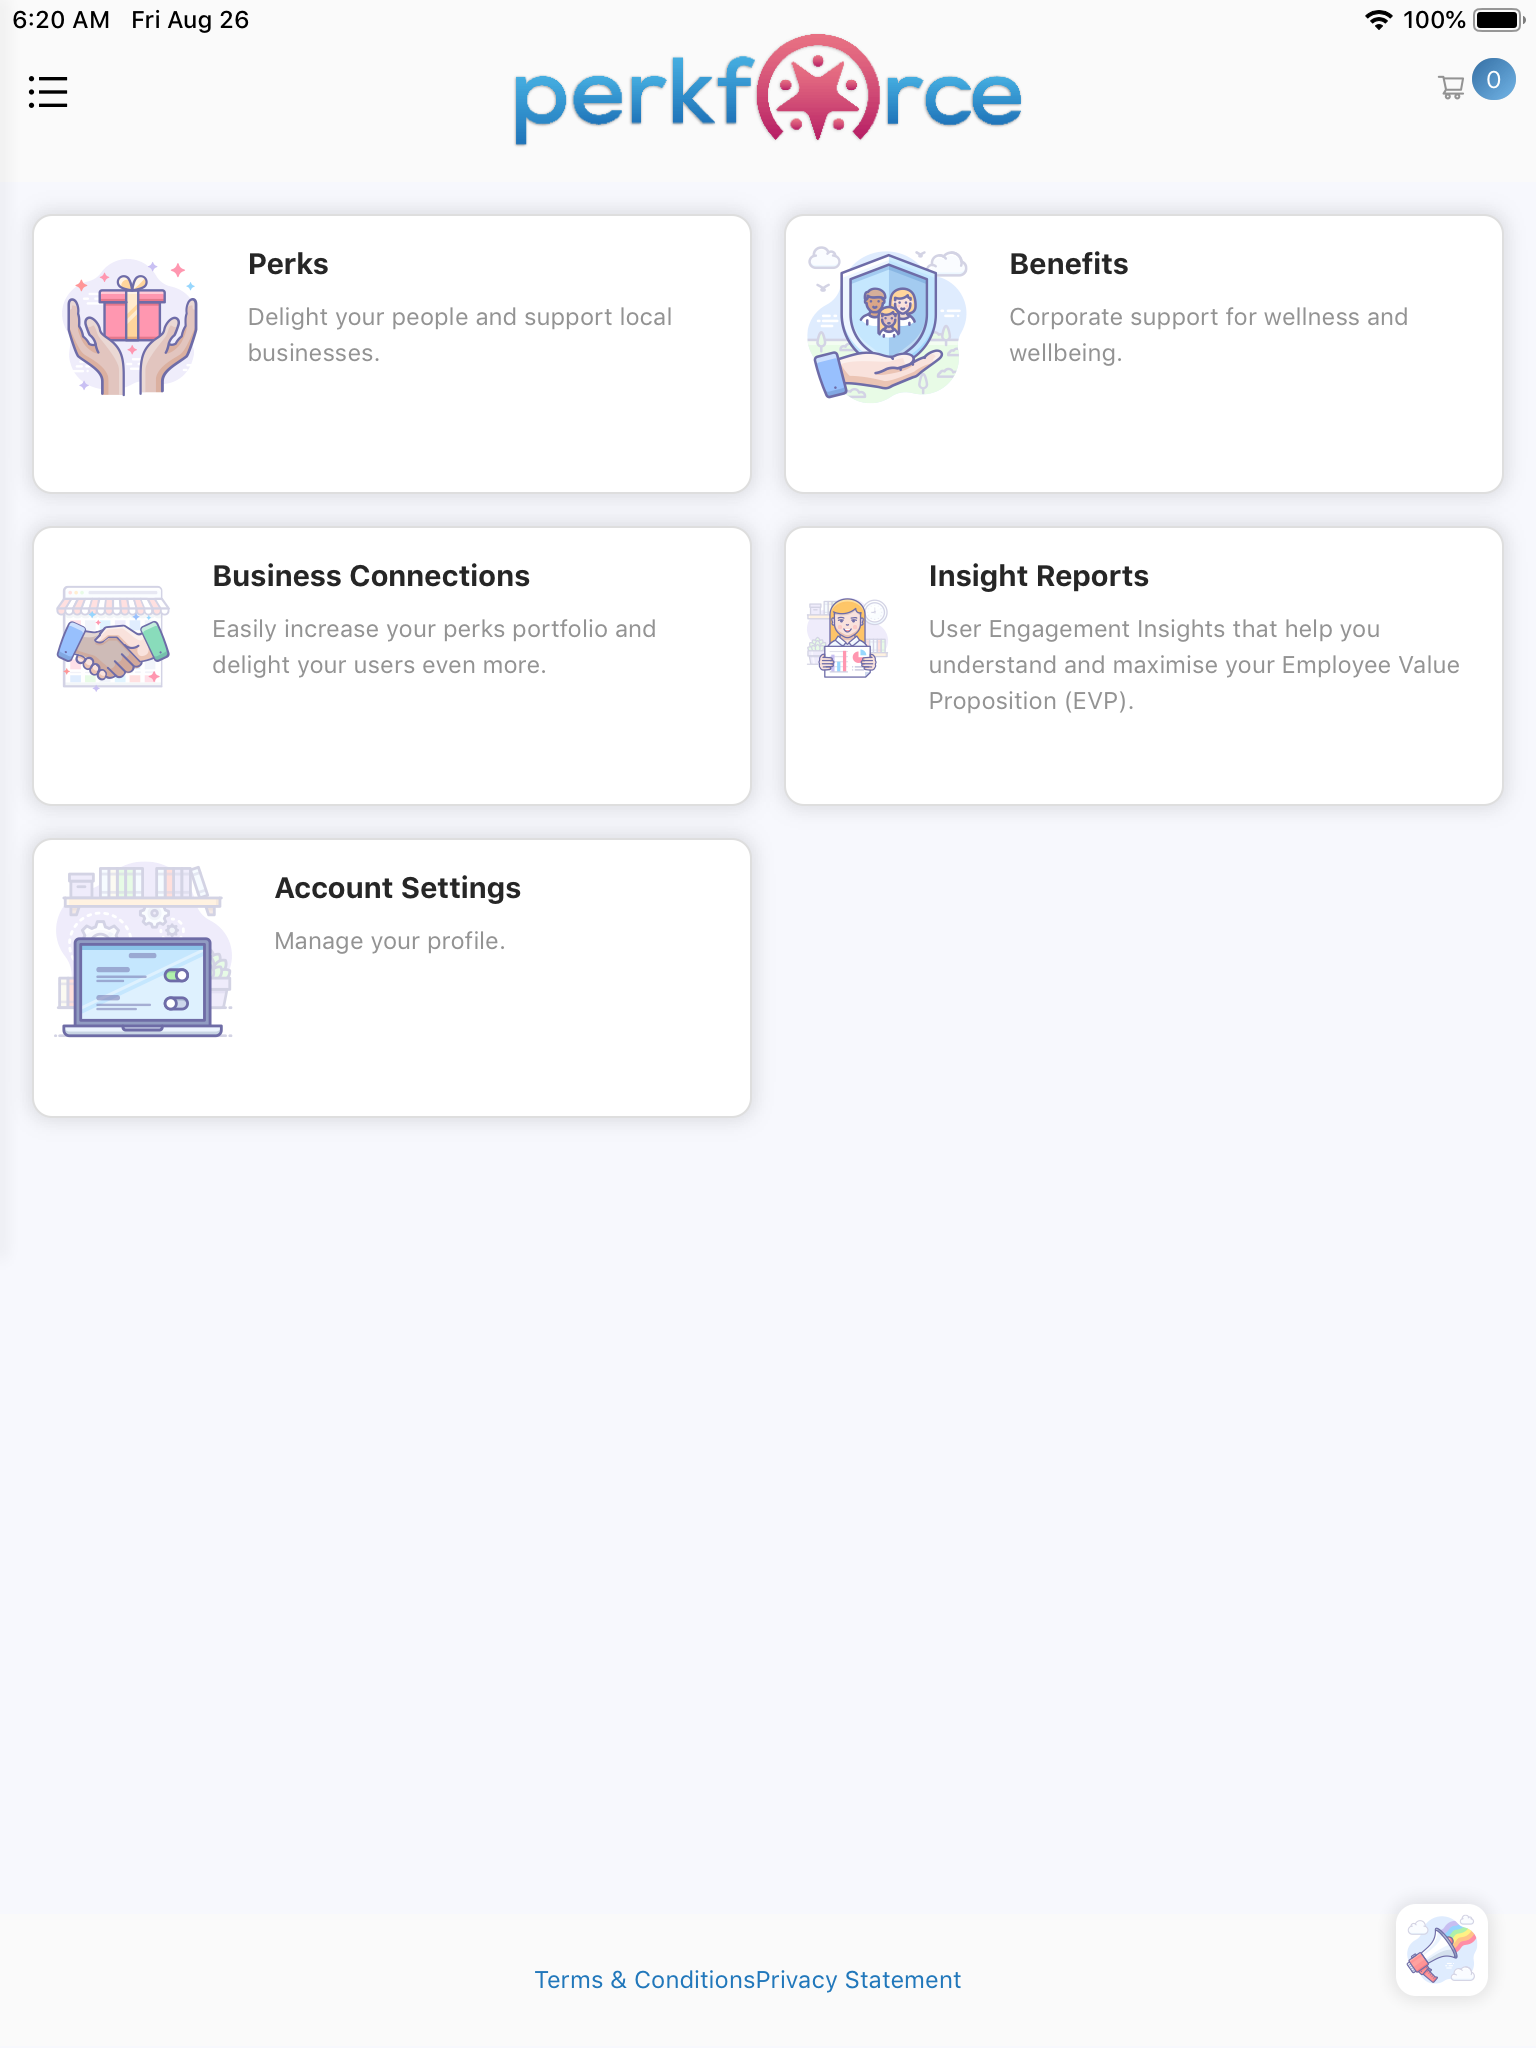 6:20 AM Fri Aug 26
100%
perkforce
0
Perks
Delight your people and support local
businesses.
Benefits
Corporate support for wellness and
wellbeing.
Business Connections
Easily increase your perks portfolio and
delight your users even more.
Insight Reports
User Engagement Insights that help you
understand and maximise your Employee Value
Proposition (EVP).
Account Settings
Manage your profile.
Terms & ConditionsPrivacy Statement